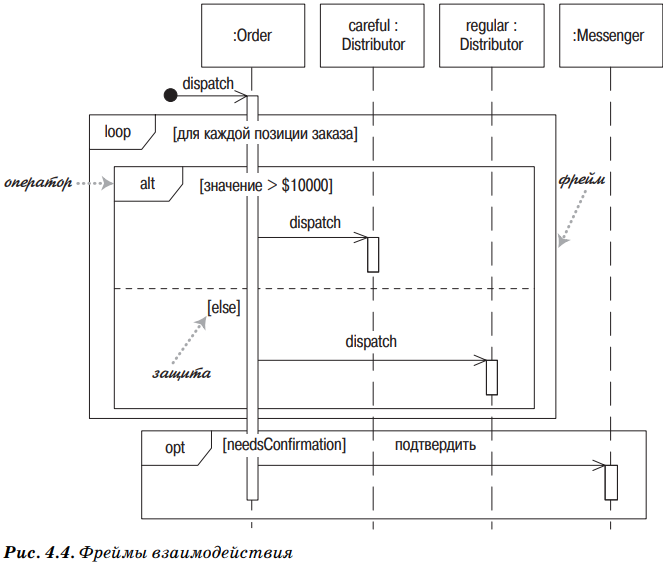 :Order
careful :
Distributor
regular :
Distributor
:Messenger
dispatch
loop
[для каждой позиции заказа]
оператор
alt
[значение > $10000]
фрейм
dispatch
[else]
dispatch
защита
opt
[needsConfirmation]
подтвердить
Рис. 4.4. Фреймы взаимодействия